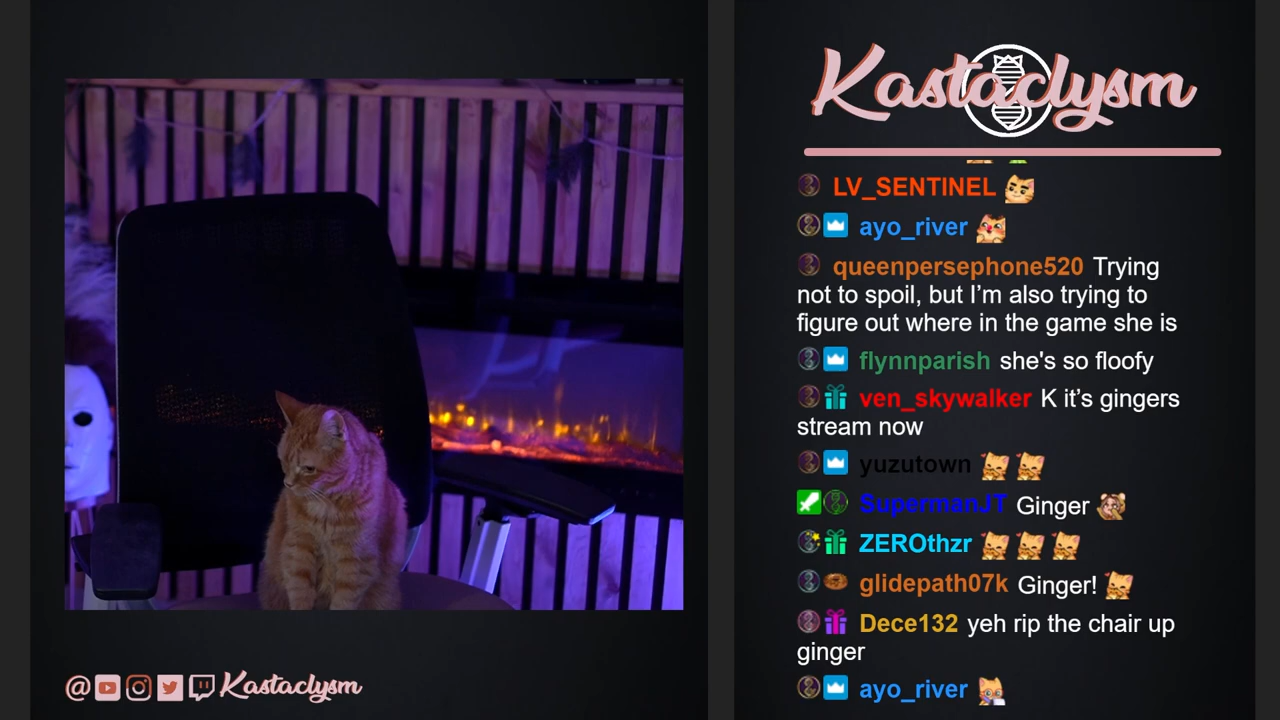 Kastaclysm
LV_SENTINEL
ayo_river
queenpersephone520 Trying
not to spoil, but I’m also trying to
figure out where in the game she is
flynnparish she's so floofy
ven_skywalker K it’s gingers
stream now
yuzutown
SupermanJT Ginger
ZEROthzr
glidepath07k Ginger!
Dece132 yeh rip the chair up
ginger
ayo_river
@ Kastaclysm